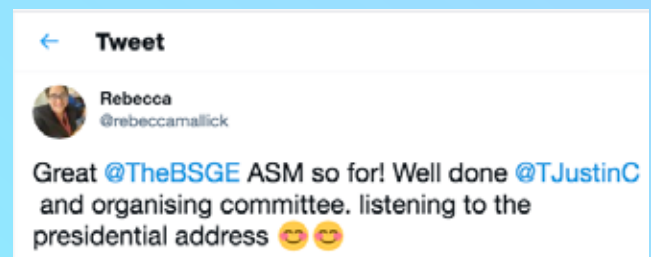 ← Tweet
Rebecca
@rebeccamallick
Great @TheBSGE ASM so for! Well done @TJustinC
and organising committee. listening to the
presidential address 😊😊